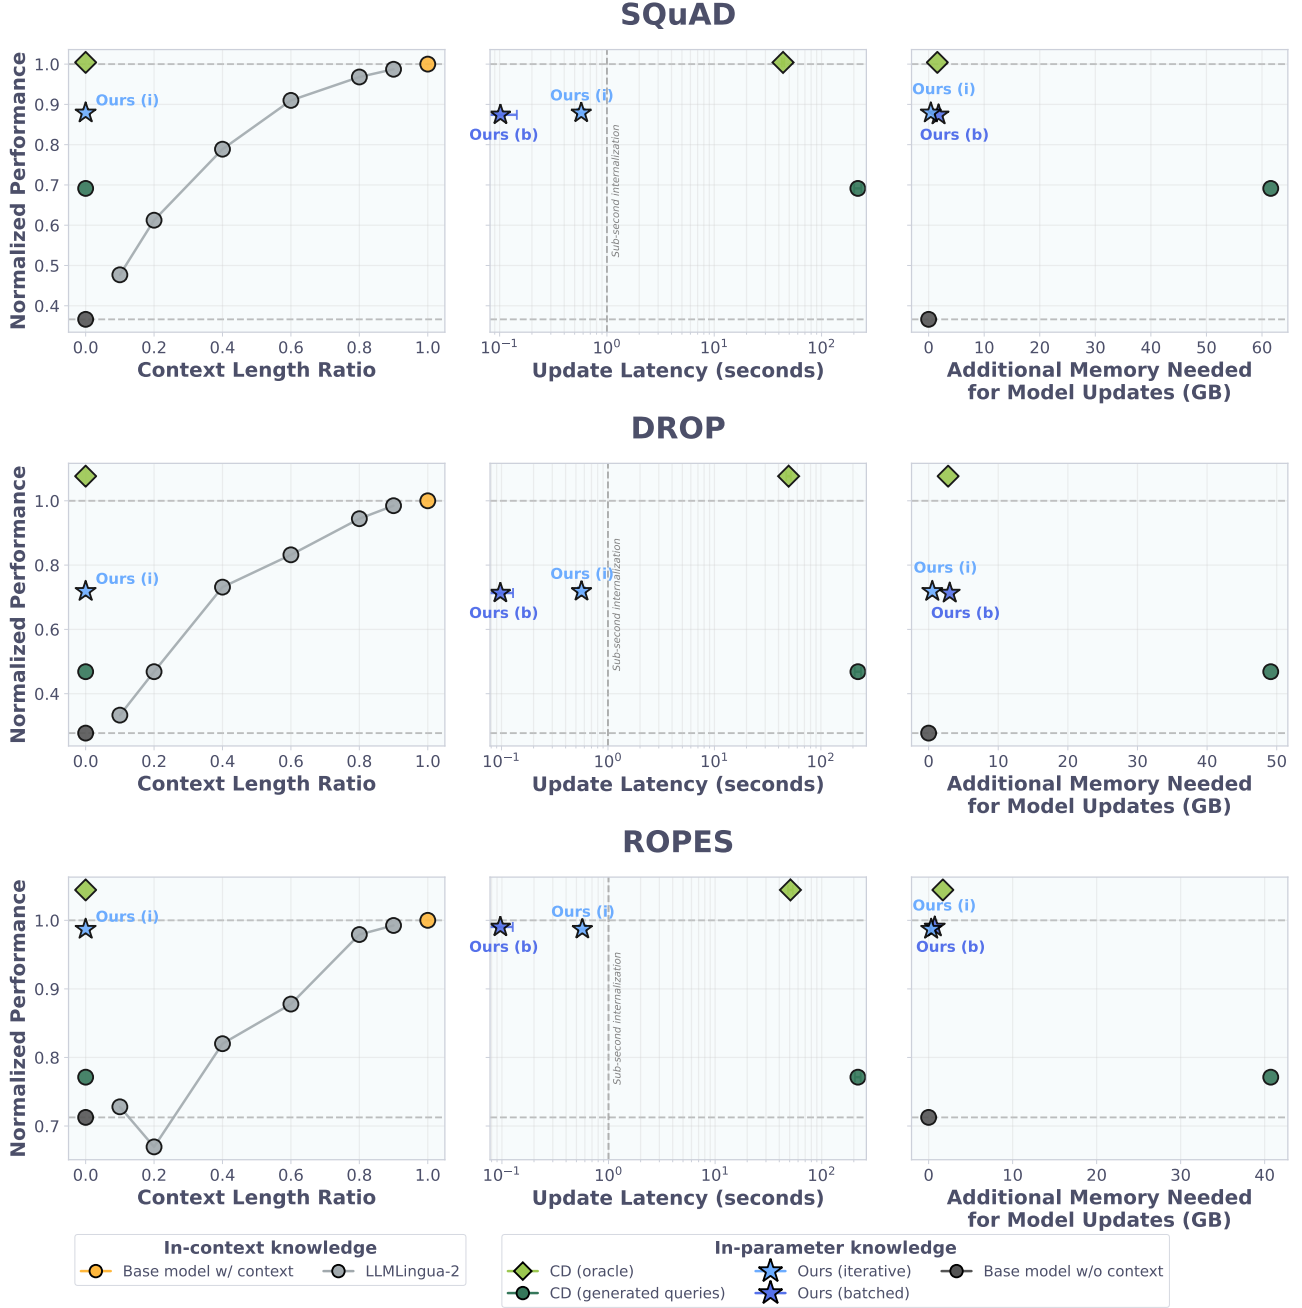 SQuAD
Normalized Performance
1.0
0.9
0.8
0.7
0.6
0.5
0.4
Ours (i)
0.0 0.2 0.4 0.6 0.8 1.0
Context Length Ratio
Ours (i)
Ours (b)
Sub-second internalization
10⁻¹ 10⁰ 10¹ 10²
Update Latency (seconds)
Ours (i)
Ours (b)
0 10 20 30 40 50 60
Additional Memory Needed
for Model Updates (GB)
DROP
Normalized Performance
1.0
0.8
0.6
0.4
Ours (i)
0.0 0.2 0.4 0.6 0.8 1.0
Context Length Ratio
Ours (i)
Ours (b)
Sub-second internalization
10⁻¹ 10⁰ 10¹ 10²
Update Latency (seconds)
Ours (i)
Ours (b)
0 10 20 30 40 50
Additional Memory Needed
for Model Updates (GB)
ROPES
Normalized Performance
1.0
0.9
0.8
0.7
Ours (i)
0.0 0.2 0.4 0.6 0.8 1.0
Context Length Ratio
Ours (i)
Ours (b)
Sub-second internalization
10⁻¹ 10⁰ 10¹ 10²
Update Latency (seconds)
Ours (i)
Ours (b)
0 10 20 30 40
Additional Memory Needed
for Model Updates (GB)
In-context knowledge
Base model w/ context LLMLingua-2
In-parameter knowledge
CD (oracle) Ours (iterative) Base model w/o context
CD (generated queries) Ours (batched)